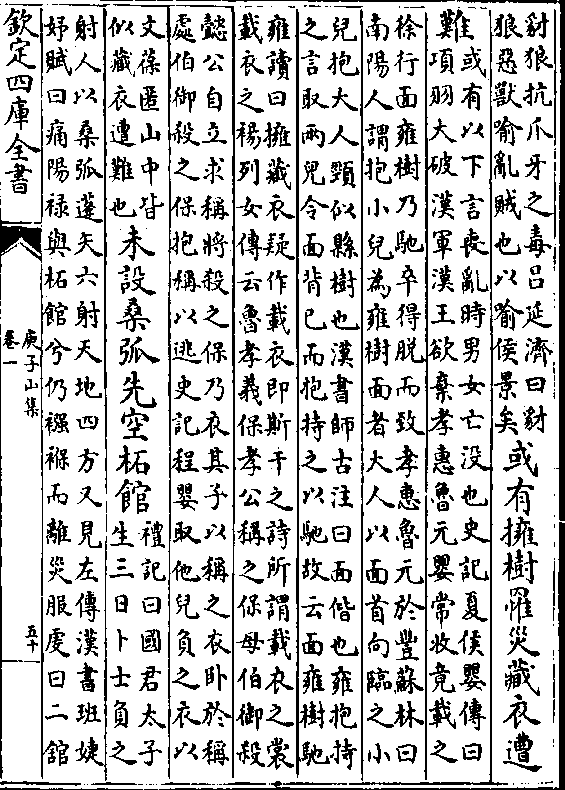 豺狼抗爪牙之毒呂延濟曰豺
狼惡獸喻亂賊也以喻侯景矣
或有擁樹罹災藏衣遭
難
或有以下言喪亂時男女亡没也史記夏侯嬰傳曰
項羽大破漢軍漢王欲棄孝惠魯元嬰常收竟載之
徐行面雍樹乃馳卒得脱而致孝惠魯元於豐蘇林曰
南陽人謂抱小兒為雍樹面者大人以面首向臨之小
兒抱大人頸似縣樹也漢書師古注曰面偕也雍抱持
之言取兩兒令面背已而抱持之以馳故云面雍樹馳
雍讀曰擁藏衣疑作載衣即斯干之詩所謂載衣之裳
載衣之裼列女傳云魯孝義保孝公稱之保母伯御殺
懿公自立求稱將殺之保乃衣其子以稱之衣卧於稱
處伯御殺之保抱稱以逃史記程嬰取他兒負之衣以
文葆匿山中皆
似藏衣遭難也
未設桑弧先空柘館
禮記曰國君太子
生三日卜士負之
射人以桑弧蓬矢六射天地四方又見左傳漢書班婕
妤賦曰痛陽禄與柘館兮仍襁褓而離災服虔曰二舘
欽定四庫全書
庾子山集
卷一
五十